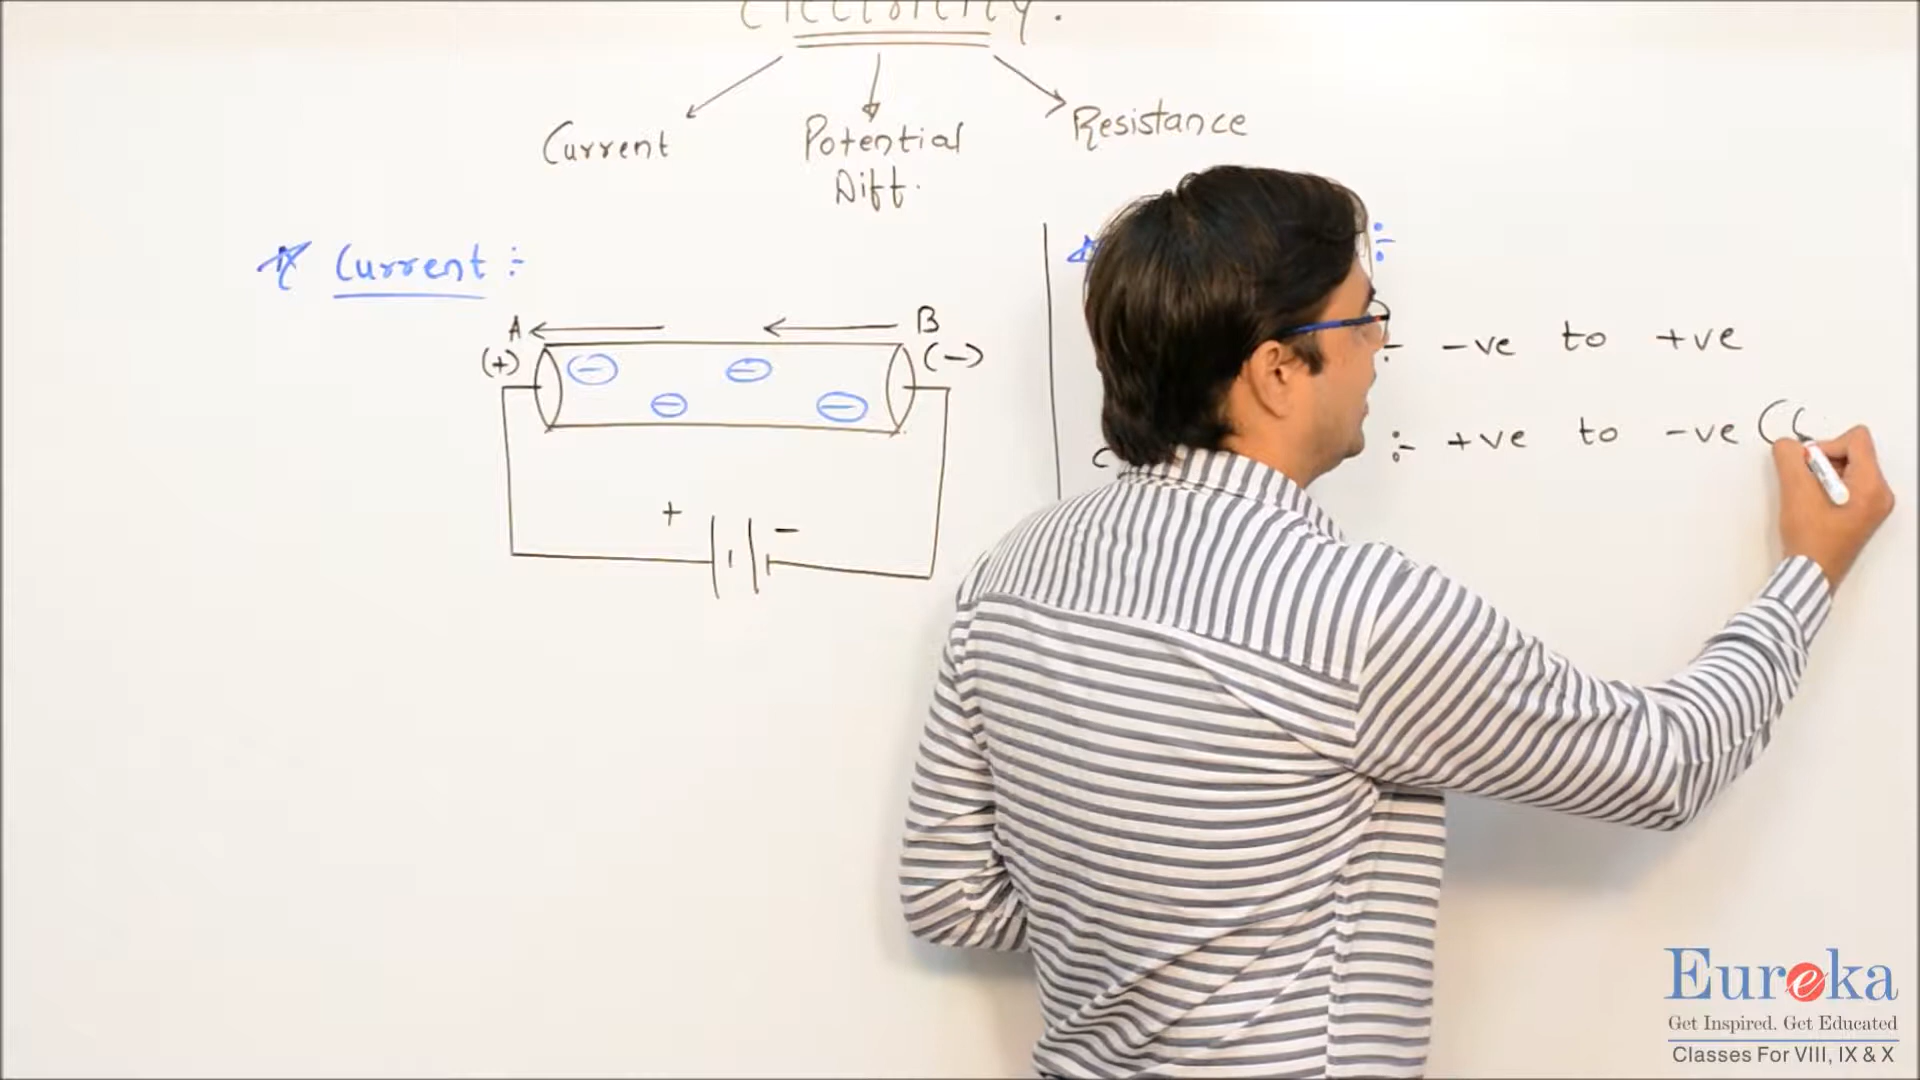 Electricity.
Current
Potential
Diff.
Resistance
Current :-
A
B
(+)
(-)
+
-
:-
- -ve to +ve
C
:- +ve to -ve (C
Eureka
Get Inspired. Get Educated
Classes For VIII, IX & X